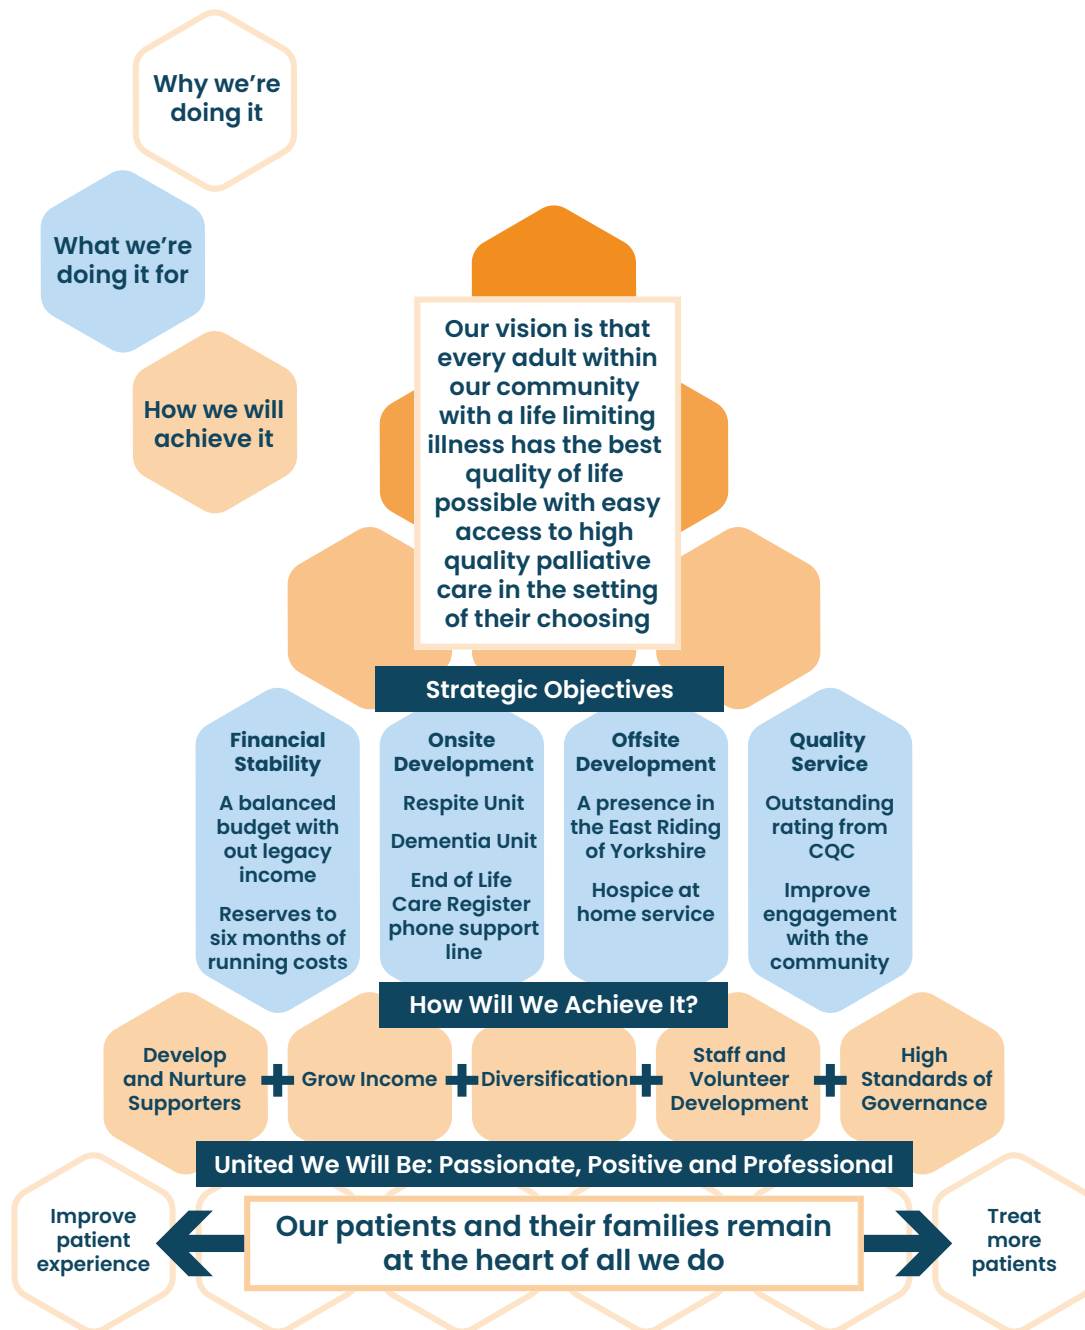 Why we're
doing it
What we're
doing it for
How we will
achieve it
Our vision is that
every adult within
our community
with a life limiting
illness has the best
quality of life
possible with easy
access to high
quality palliative
care in the setting
of their choosing
Strategic Objectives
Financial
Stability
A balanced
budget with
out legacy
income
Reserves to
six months of
running costs
Onsite
Development
Respite Unit
Dementia Unit
End of Life
Care Register
phone support
line
Offsite
Development
A presence in
the East Riding
of Yorkshire
Hospice at
home service
Quality
Service
Outstanding
rating from
CQC
Improve
engagement
with the
community
How Will We Achieve It?
Develop
and Nurture
Supporters
+
Grow Income
+
Diversification
+
Staff and
Volunteer
Development
+
High
Standards of
Governance
United We Will Be: Passionate, Positive and Professional
Improve
patient
experience
Our patients and their families remain
at the heart of all we do
Treat
more
patients